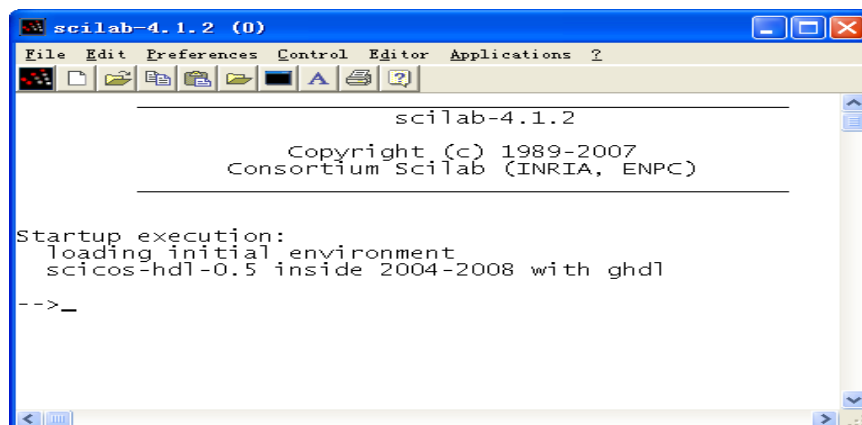 scilab-4.1.2 (0)
File Edit Preferences Control Editor Applications ?
scilab-4.1.2
Copyright (c) 1989-2007
Consortium Scilab (INRIA, ENPC)
Startup execution:
loading initial environment
scicos-hdl-0.5 inside 2004-2008 with ghdl
-->_